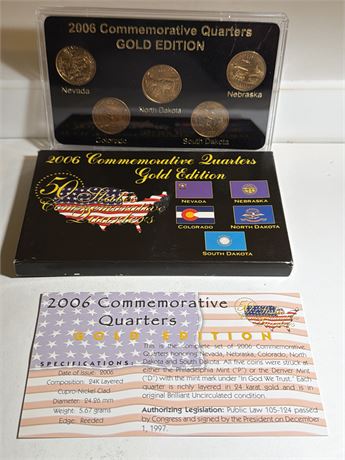 2006 Commemorative Quarters
GOLD EDITION
Nevada
Nebraska
North Dakota
Colorado
South Dakota
2006 Commemorative Quarters
Gold Edition
50 State
Commemorative
Quarters
NEVADA
NEBRASKA
COLORADO
NORTH DAKOTA
SOUTH DAKOTA
2006 Commemorative
Quarters
GOLD EDITION
SPECIFICATIONS:
Date of Issue: 2006
Composition: 24K Layered
Cupro-Nickel Clad
Diameter: 24.26 mm
Weight: 5.67 grams
Edge: Reeded
This is the complete set of 2006 Commemorative
Quarters honoring Nevada, Nebraska, Colorado, North
Dakota and South Dakota. All five coins were struck at
either the Philadelphia Mint ("P") or the Denver Mint
("D") with the mint mark under "In God We Trust." Each
quarter is richly layered in 24 karat gold and is in
original Brilliant Uncirculated condition.
Authorizing Legislation: Public Law 105-124 passed
by Congress and signed by the President on December
1, 1997.